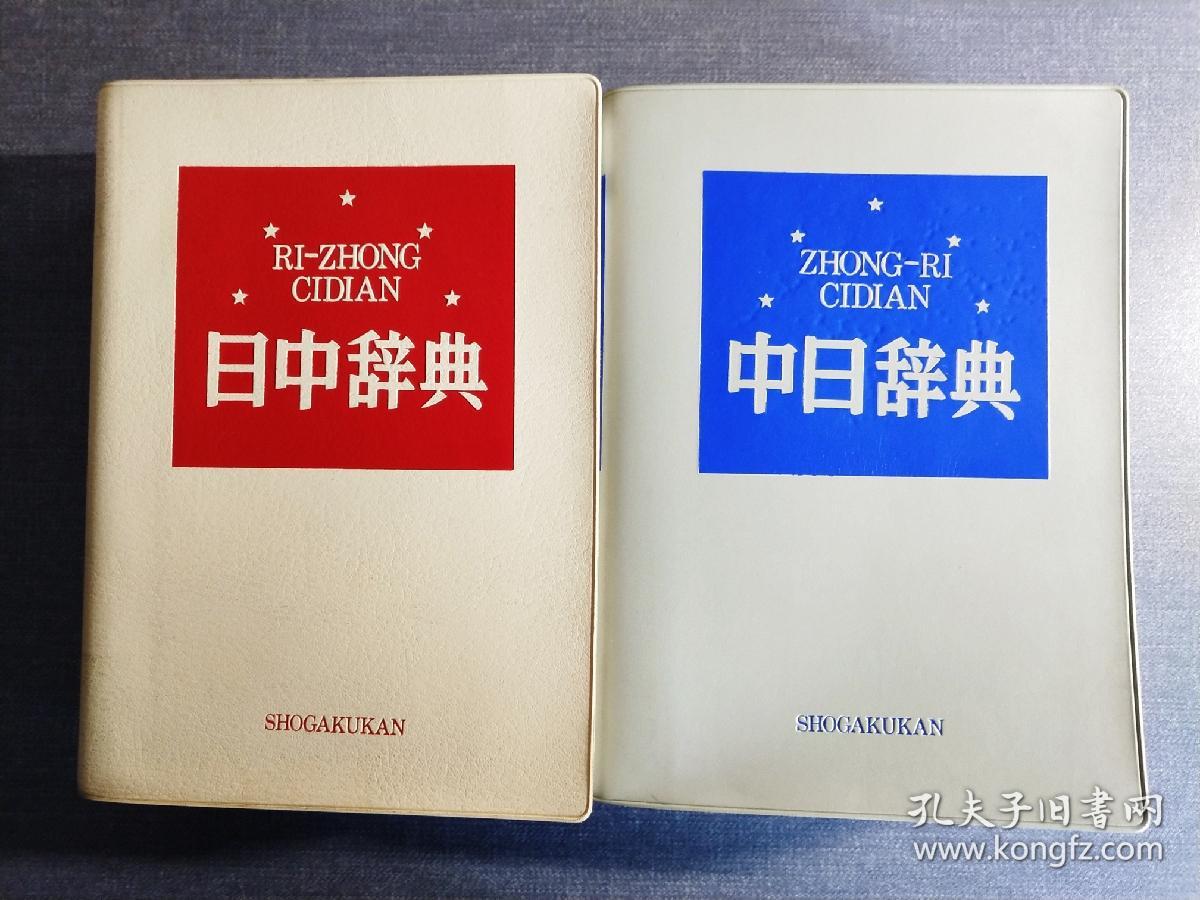 RI-ZHONG
CIDIAN
日中辞典
SHOGAKUKAN
ZHONG-RI
CIDIAN
中日辞典
SHOGAKUKAN
孔夫子旧書网
www.kongfz.com